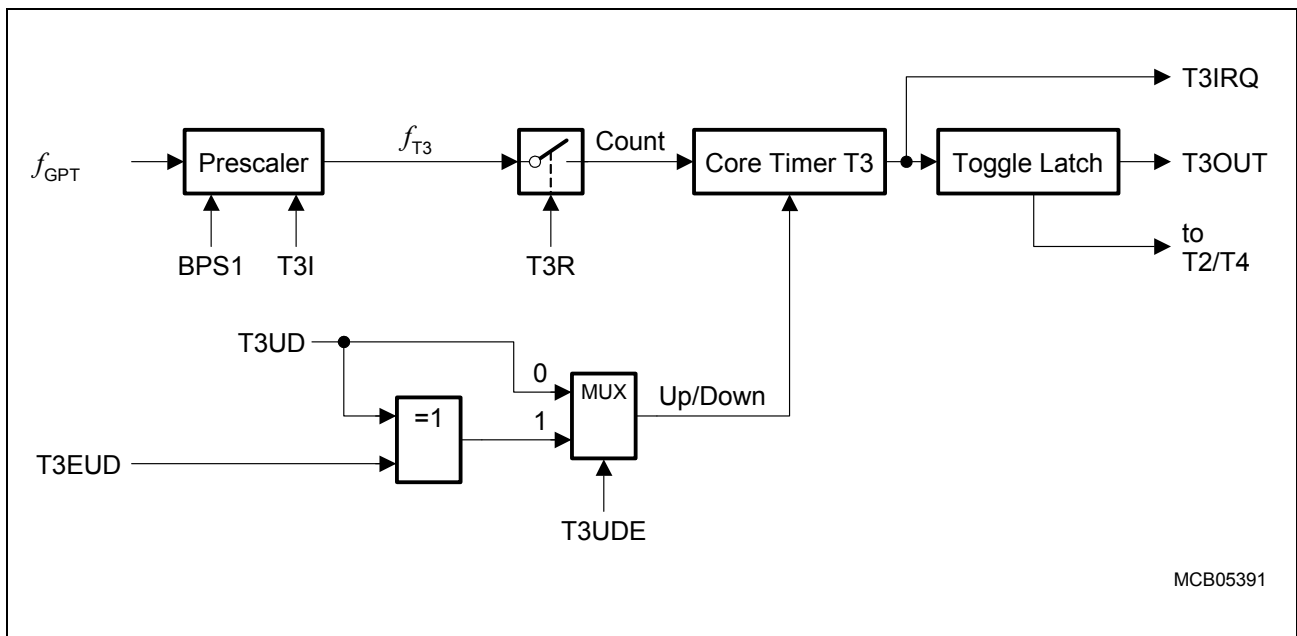 T3IRQ
f_T3
Count
f_GPT
Prescaler
Core Timer T3
Toggle Latch
T3OUT
BPS1
T3I
T3R
to
T2/T4
T3UD
0
MUX
Up/Down
=1
1
T3EUD
T3UDE
MCB05391